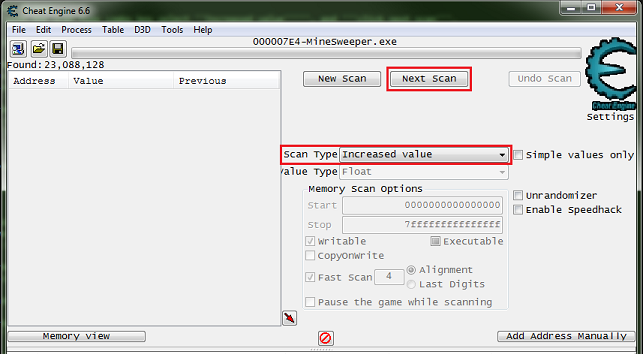 Cheat Engine 6.6
File Edit Process Table D3D Tools Help
000007E4-MineSweeper.exe
Found:23,088,128
Address Value Previous
New Scan Next Scan Undo Scan
Cheat Engine
Settings
Scan Type Increased value Simple values only
Value Type Float
Memory Scan Options
Unrandomizer
Start 0000000000000000
Enable Speedhack
Stop 7fffffffffffffff
Writable Executable
CopyOnWrite
Fast Scan 4 Alignment
Last Digits
Pause the game while scanning
Memory view Add Address Manually